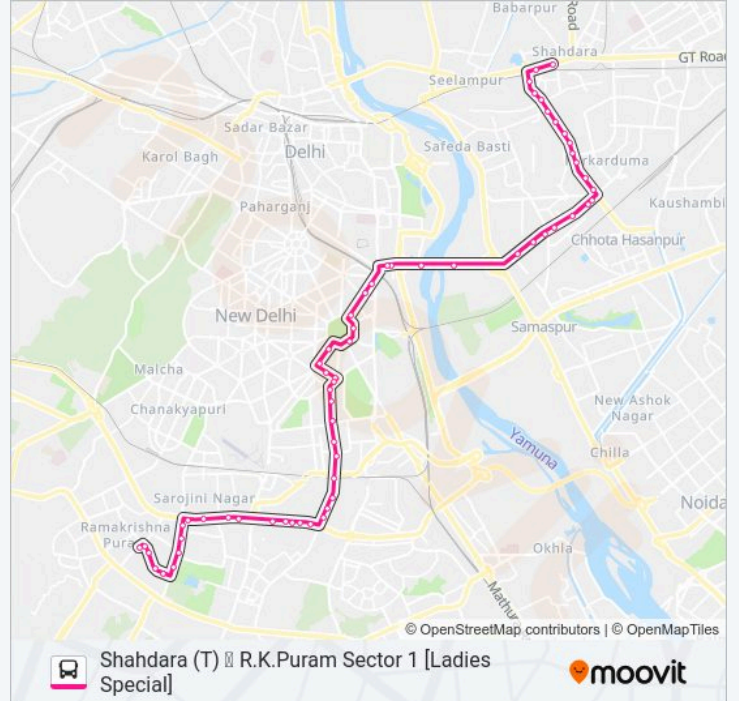 Babarpur
Road
Shahdara
GT Road
Seelampur
Sadar Bazar
Delhi
Safeda Basti
Karol Bagh
Karkarduma
Paharganj
Kaushambi
Chhota Hasanpur
New Delhi
Samaspur
Malcha
New Ashok
Nagar
Chanakyapuri
Chilla
Yamuna
Sarojini Nagar
Noida
Ramakrishna
Pura
Okhla
Mathur
© OpenStreetMap contributors | © OpenMapTiles
Shahdara (T) R.K.Puram Sector 1 [Ladies
Special]
moovit